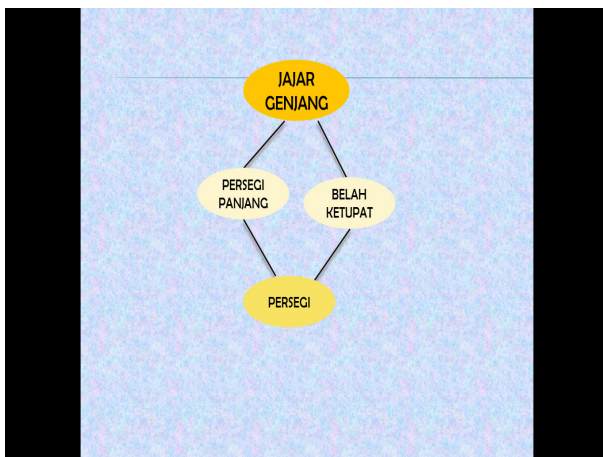 JAJAR
GENJANG
PERSEGI
PANJANG
BELAH
KETUPAT
PERSEGI